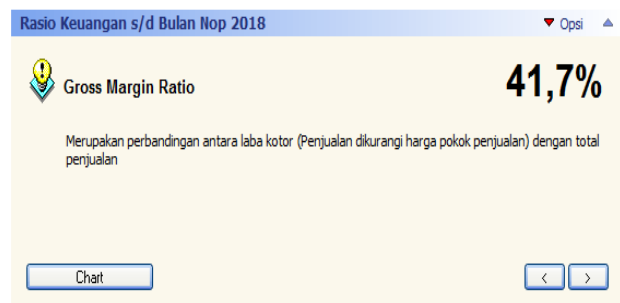 Rasio Keuangan s/d Bulan Nop 2018
Opsi
Gross Margin Ratio
41,7%
Merupakan perbandingan antara laba kotor (Penjualan dikurangi harga pokok penjualan) dengan total
penjualan
Chart
< >